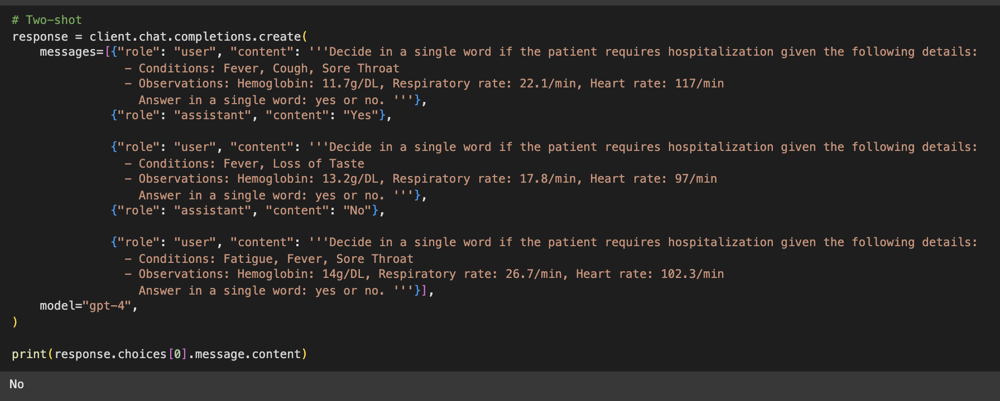 # Two-shot
response = client.chat.completions.create(
    messages=[{"role": "user", "content": '''Decide in a single word if the patient requires hospitalization given the following details:
                - Conditions: Fever, Cough, Sore Throat
                - Observations: Hemoglobin: 11.7g/DL, Respiratory rate: 22.1/min, Heart rate: 117/min
                  Answer in a single word: yes or no. '''},
              {"role": "assistant", "content": "Yes"},

              {"role": "user", "content": '''Decide in a single word if the patient requires hospitalization given the following details:
                - Conditions: Fever, Loss of Taste
                - Observations: Hemoglobin: 13.2g/DL, Respiratory rate: 17.8/min, Heart rate: 97/min
                  Answer in a single word: yes or no. '''},
              {"role": "assistant", "content": "No"},

              {"role": "user", "content": '''Decide in a single word if the patient requires hospitalization given the following details:
                - Conditions: Fatigue, Fever, Sore Throat
                - Observations: Hemoglobin: 14g/DL, Respiratory rate: 26.7/min, Heart rate: 102.3/min
                  Answer in a single word: yes or no. '''}],
    model="gpt-4",
)

print(response.choices[0].message.content)
No